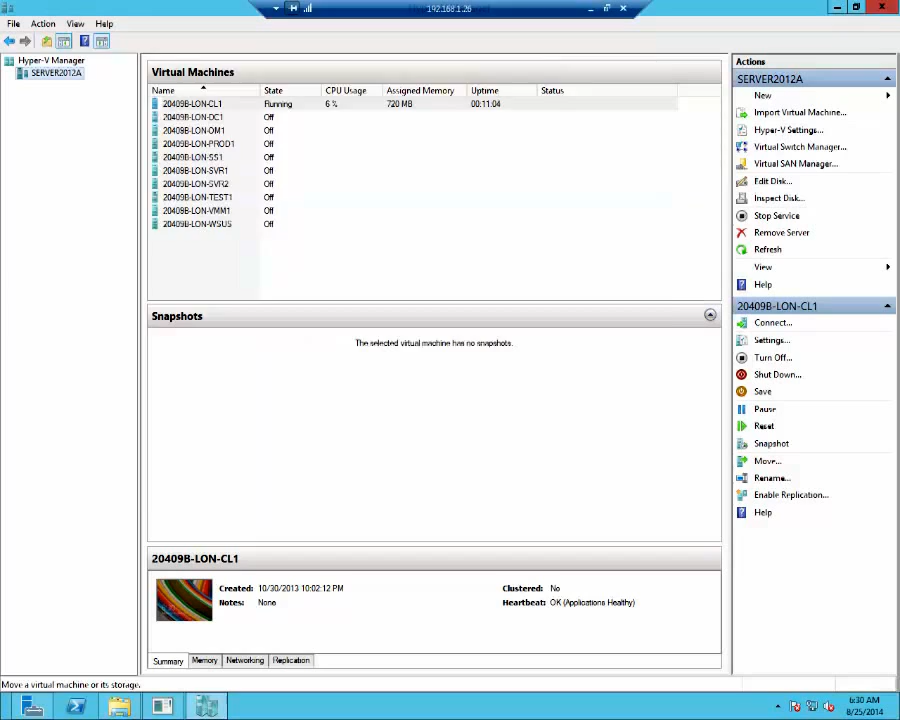 192.168.1.26
File Action View Help
Hyper-V Manager
SERVER2012A
Virtual Machines
Name State CPU Usage Assigned Memory Uptime Status
20409B-LON-CL1 Running 6 % 720 MB 00:11:04
20409B-LON-DC1 Off
20409B-LON-OM1 Off
20409B-LON-PROD1 Off
20409B-LON-SS1 Off
20409B-LON-SVR1 Off
20409B-LON-SVR2 Off
20409B-LON-TEST1 Off
20409B-LON-VMM1 Off
20409B-LON-WSUS Off
Snapshots
The selected virtual machine has no snapshots.
20409B-LON-CL1
Created: 10/30/2013 10:02:12 PM Clustered: No
Notes: None Heartbeat: OK (Applications Healthy)
Summary Memory Networking Replication
Actions
SERVER2012A
New
Import Virtual Machine...
Hyper-V Settings...
Virtual Switch Manager...
Virtual SAN Manager...
Edit Disk...
Inspect Disk...
Stop Service
Remove Server
Refresh
View
Help
20409B-LON-CL1
Connect...
Settings...
Turn Off...
Shut Down...
Save
Pause
Reset
Snapshot
Move...
Rename...
Enable Replication...
Help
Move a virtual machine or its storage.
6:30 AM
8/25/2014